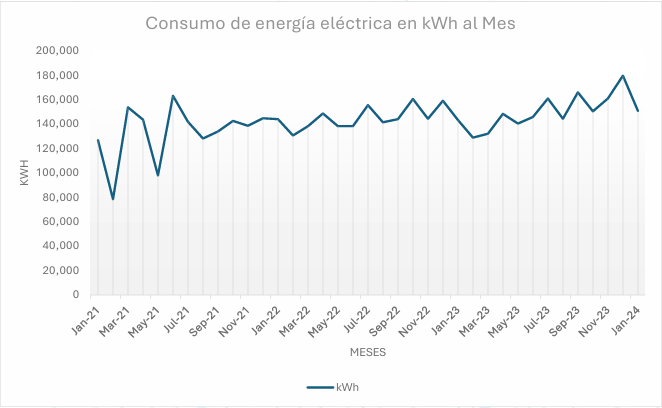 Consumo de energía eléctrica en kWh al Mes
200,000
180,000
160,000
140,000
120,000
100,000
80,000
60,000
40,000
20,000
0
KWH
Jan-21
Mar-21
May-21
Jul-21
Sep-21
Nov-21
Jan-22
Mar-22
May-22
Jul-22
Sep-22
Nov-22
Jan-23
Mar-23
May-23
Jul-23
Sep-23
Nov-23
Jan-24
MESES
kWh